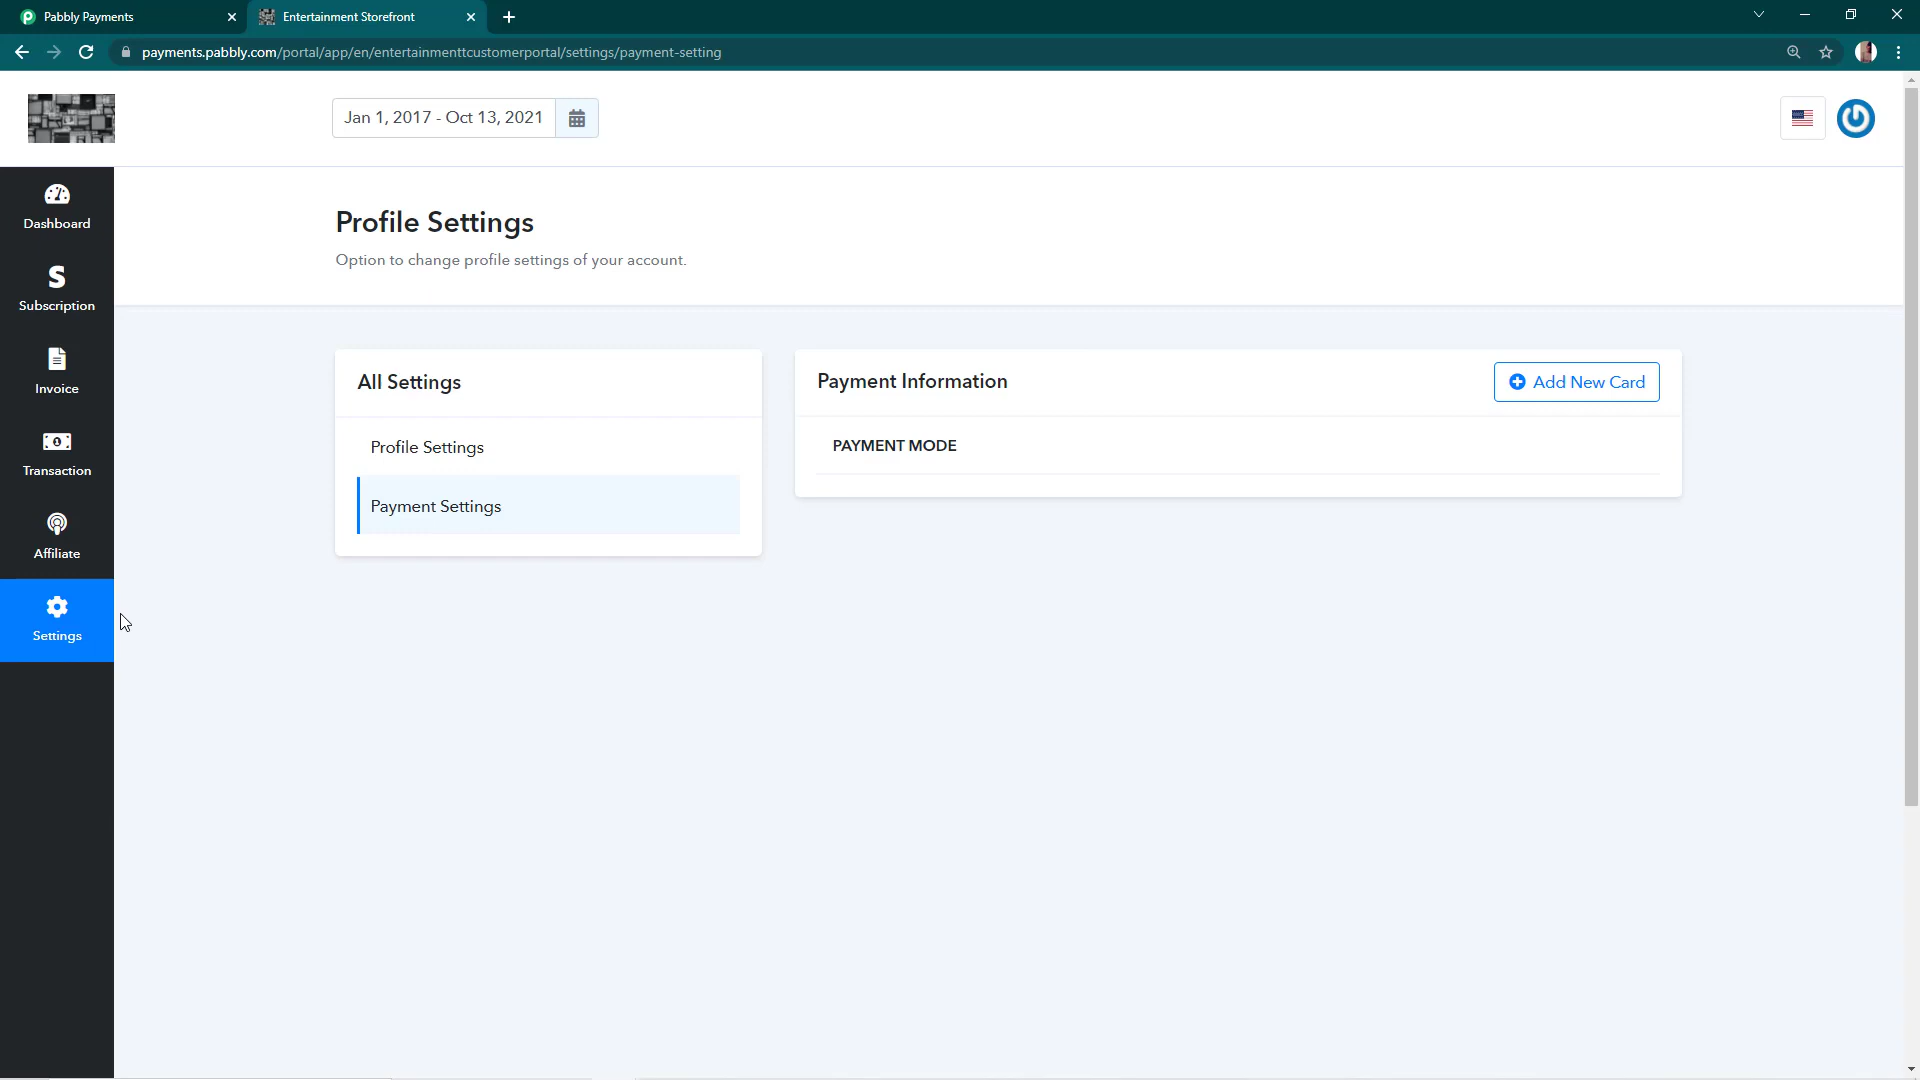 Pabbly Payments
Entertainment Storefront
payments.pabbly.com/portal/app/en/entertainmenttcustomerportal/settings/payment-setting
Jan 1, 2017 - Oct 13, 2021
Dashboard
Subscription
Invoice
Transaction
Affiliate
Settings
Profile Settings
Option to change profile settings of your account.
All Settings
Profile Settings
Payment Settings
Payment Information
Add New Card
PAYMENT MODE